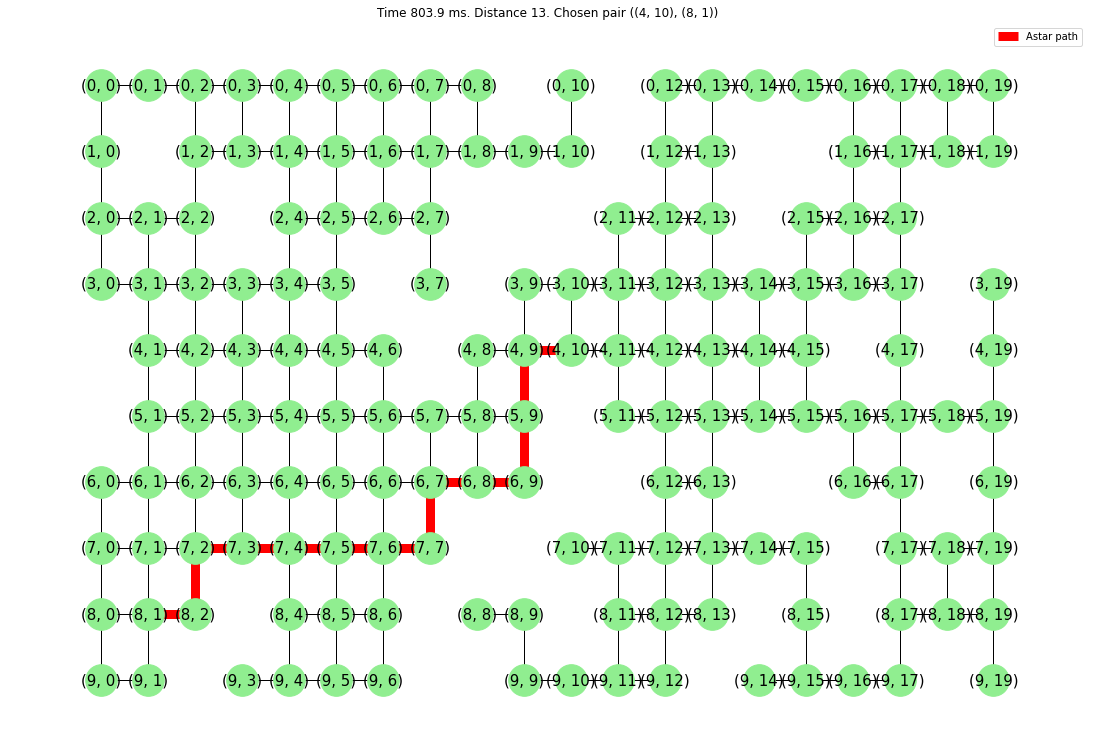 Time 803.9 ms. Distance 13. Chosen pair ((4, 10), (8, 1))
Astar path
(0, 0) (0, 1) (0, 2) (0, 3) (0, 4) (0, 5) (0, 6) (0, 7) (0, 8) (0, 10) (0, 12) (0, 13) (0, 14) (0, 15) (0, 16) (0, 17) (0, 18) (0, 19)
(1, 0) (1, 2) (1, 3) (1, 4) (1, 5) (1, 6) (1, 7) (1, 8) (1, 9) (1, 10) (1, 12) (1, 13) (1, 16) (1, 17) (1, 18) (1, 19)
(2, 0) (2, 1) (2, 2) (2, 4) (2, 5) (2, 6) (2, 7) (2, 11) (2, 12) (2, 13) (2, 15) (2, 16) (2, 17)
(3, 0) (3, 1) (3, 2) (3, 3) (3, 4) (3, 5) (3, 7) (3, 9) (3, 10) (3, 11) (3, 12) (3, 13) (3, 14) (3, 15) (3, 16) (3, 17) (3, 19)
(4, 1) (4, 2) (4, 3) (4, 4) (4, 5) (4, 6) (4, 8) (4, 9) (4, 10) (4, 11) (4, 12) (4, 13) (4, 14) (4, 15) (4, 17) (4, 19)
(5, 1) (5, 2) (5, 3) (5, 4) (5, 5) (5, 6) (5, 7) (5, 8) (5, 9) (5, 11) (5, 12) (5, 13) (5, 14) (5, 15) (5, 16) (5, 17) (5, 18) (5, 19)
(6, 0) (6, 1) (6, 2) (6, 3) (6, 4) (6, 5) (6, 6) (6, 7) (6, 8) (6, 9) (6, 12) (6, 13) (6, 16) (6, 17) (6, 19)
(7, 0) (7, 1) (7, 2) (7, 3) (7, 4) (7, 5) (7, 6) (7, 7) (7, 10) (7, 11) (7, 12) (7, 13) (7, 14) (7, 15) (7, 17) (7, 18) (7, 19)
(8, 0) (8, 1) (8, 2) (8, 4) (8, 5) (8, 6) (8, 8) (8, 9) (8, 11) (8, 12) (8, 13) (8, 15) (8, 17) (8, 18) (8, 19)
(9, 0) (9, 1) (9, 3) (9, 4) (9, 5) (9, 6) (9, 9) (9, 10) (9, 11) (9, 12) (9, 14) (9, 15) (9, 16) (9, 17) (9, 19)